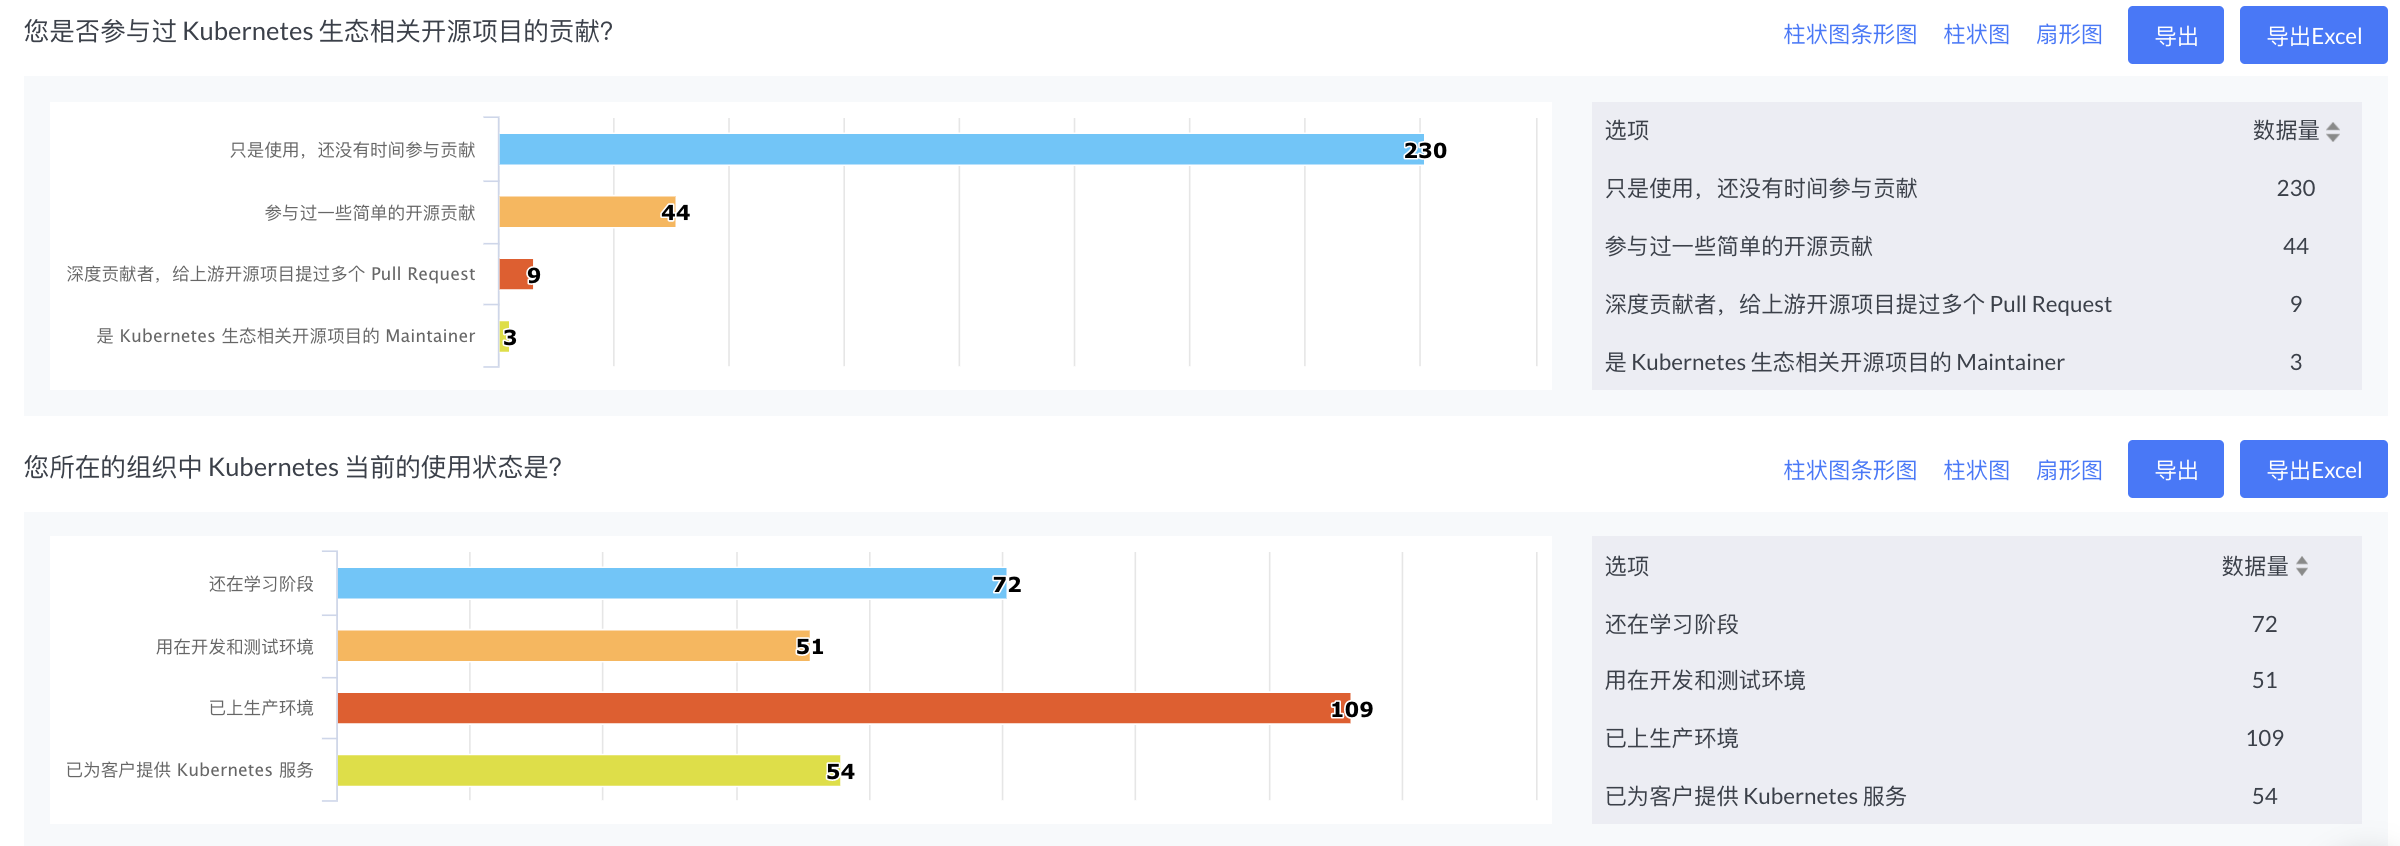 您是否参与过 Kubernetes 生态相关开源项目的贡献?
柱状图条形图 柱状图 扇形图 导出 导出Excel
只是使用，还没有时间参与贡献 230
参与过一些简单的开源贡献 44
深度贡献者，给上游开源项目提过多个 Pull Request 9
是 Kubernetes 生态相关开源项目的 Maintainer 3
选项 数据量
只是使用，还没有时间参与贡献 230
参与过一些简单的开源贡献 44
深度贡献者，给上游开源项目提过多个 Pull Request 9
是 Kubernetes 生态相关开源项目的 Maintainer 3
您所在的组织中 Kubernetes 当前的使用状态是?
柱状图条形图 柱状图 扇形图 导出 导出Excel
还在学习阶段 72
用在开发和测试环境 51
已上生产环境 109
已为客户提供 Kubernetes 服务 54
选项 数据量
还在学习阶段 72
用在开发和测试环境 51
已上生产环境 109
已为客户提供 Kubernetes 服务 54